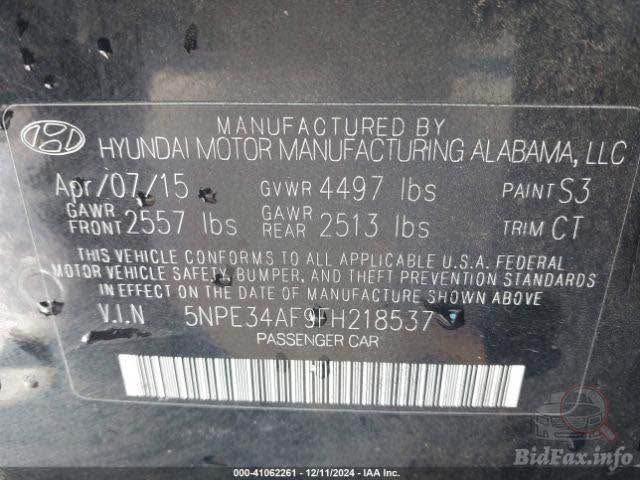 MANUFACTURED BY
HYUNDAI MOTOR MANUFACTURING ALABAMA, LLC
Apr/07/15 GVWR 4497 lbs PAINT S3
GAWR FRONT 2557 lbs GAWR REAR 2513 lbs TRIM CT
THIS VEHICLE CONFORMS TO ALL APPLICABLE U.S.A. FEDERAL
MOTOR VEHICLE SAFETY, BUMPER, AND THEFT PREVENTION STANDARDS
IN EFFECT ON THE DATE OF MANUFACTURE SHOWN ABOVE
V.I.N 5NPE34AF9FH218537
PASSENGER CAR
000-41062261 - 12/11/2024 - IAA Inc.
BidFax.info